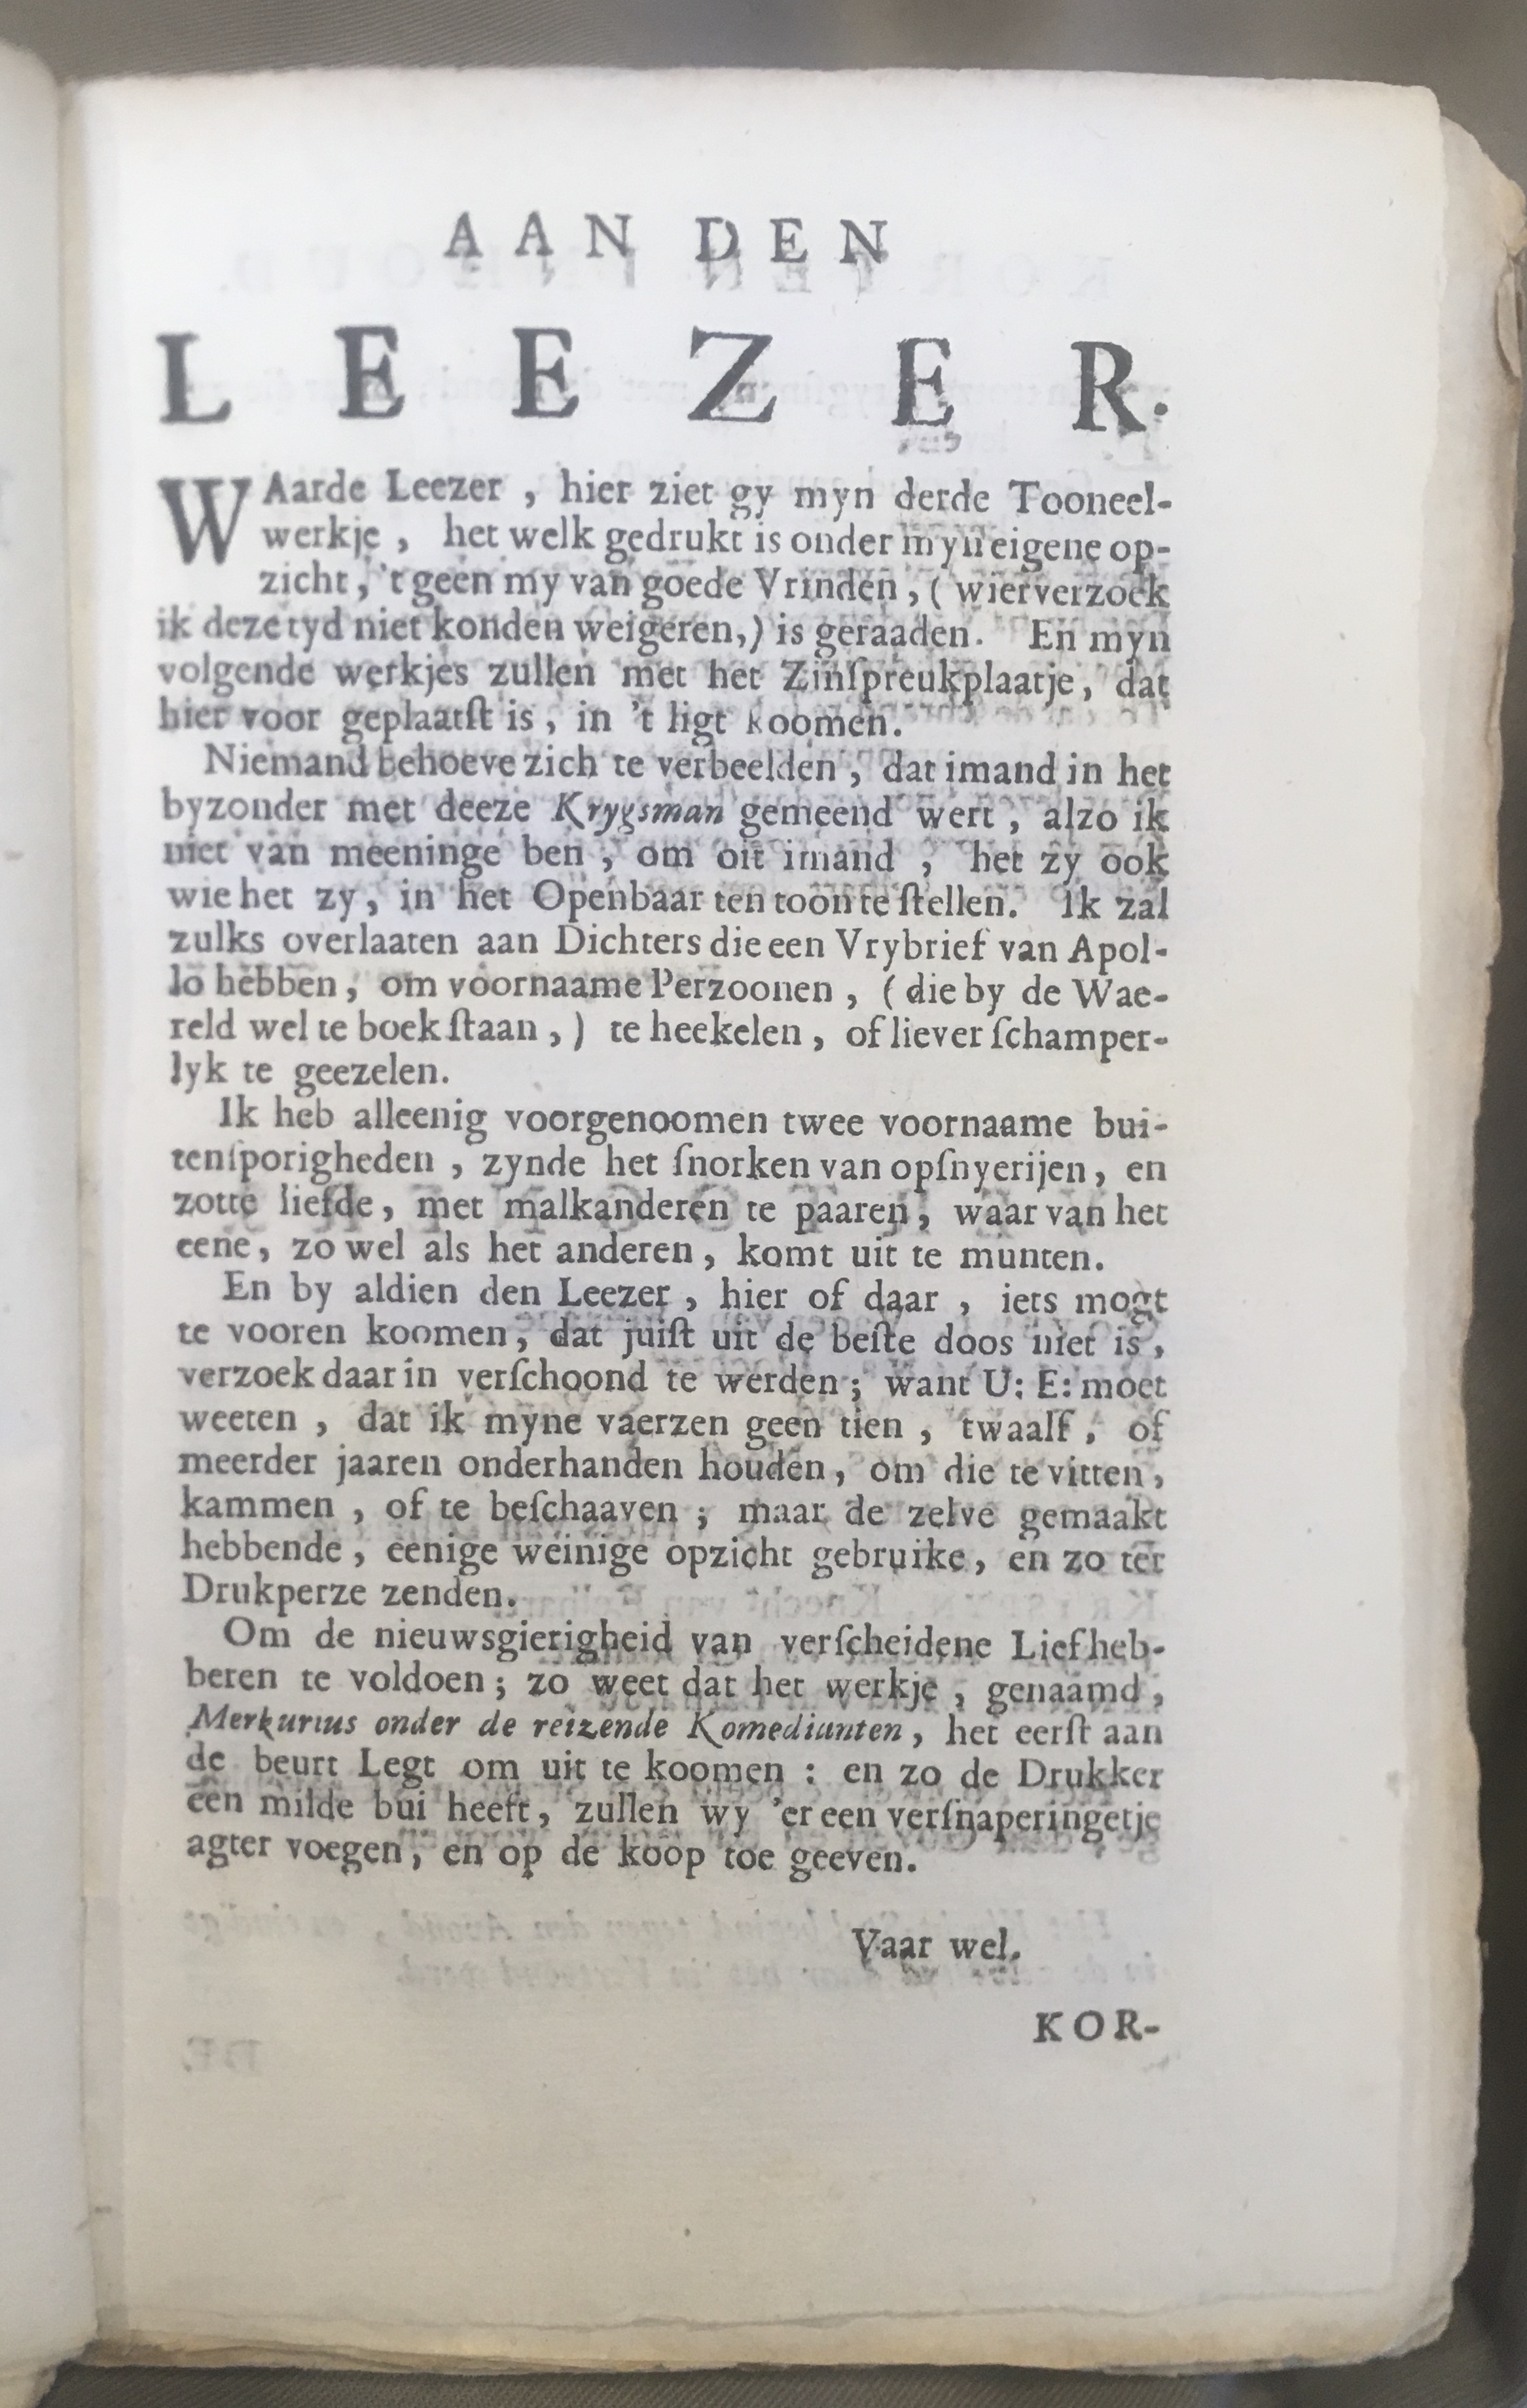 AAN DEN
LEEZER.
WAarde Leezer, hier ziet gy myn derde Tooneel-
werkje, het welk gedrukt is onder myn eigene op-
zicht, 't geen my van goede Vrinden, (wier verzoek
ik deze tyd niet konden weigeren,) is geraaden. En myn
volgende werkjes zullen met het Zinſpreukplaatje, dat
hier voor geplaatſt is, in 't ligt koomen.
Niemand behoeve zich te verbeelden, dat imand in het
byzonder met deeze Krygsman gemeend wert, alzo ik
niet van meeninge ben, om oit imand, het zy ook
wie het zy, in het Openbaar ten toon te ſtellen. Ik zal
zulks overlaaten aan Dichters die een Vrybrief van Apol-
lo hebben, om voornaame Perzoonen, (die by de Wae-
reld wel te boek ſtaan,) te heekelen, of liever ſchamper-
lyk te geezelen.
Ik heb alleenig voorgenoomen twee voornaame bui-
tenſporigheden, zynde het ſnorken van opſnyerijen, en
zotte liefde, met malkanderen te paaren, waar van het
eene, zo wel als het anderen, komt uit te munten.
En by aldien den Leezer, hier of daar, iets mogt
te vooren koomen, dat juiſt uit de beſte doos niet is,
verzoek daar in verſchoond te werden; want U: E: moet
weeten, dat ik myne vaerzen geen tien, twaalf, of
meerder jaaren onderhanden houden, om die te vitten,
kammen, of te beſchaaven; maar de zelve gemaakt
hebbende, eenige weinige opzicht gebruike, en zo ter
Drukperze zenden.
Om de nieuwsgierigheid van verſcheidene Liefheb-
beren te voldoen; zo weet dat het werkje, genaamd,
Merkurius onder de reizende Komedianten, het eerſt aan
de beurt Legt om uit te koomen: en zo de Drukker
een milde bui heeft, zullen wy 'er een verſnaperingetje
agter voegen, en op de koop toe geeven.
Vaar wel.
KOR-